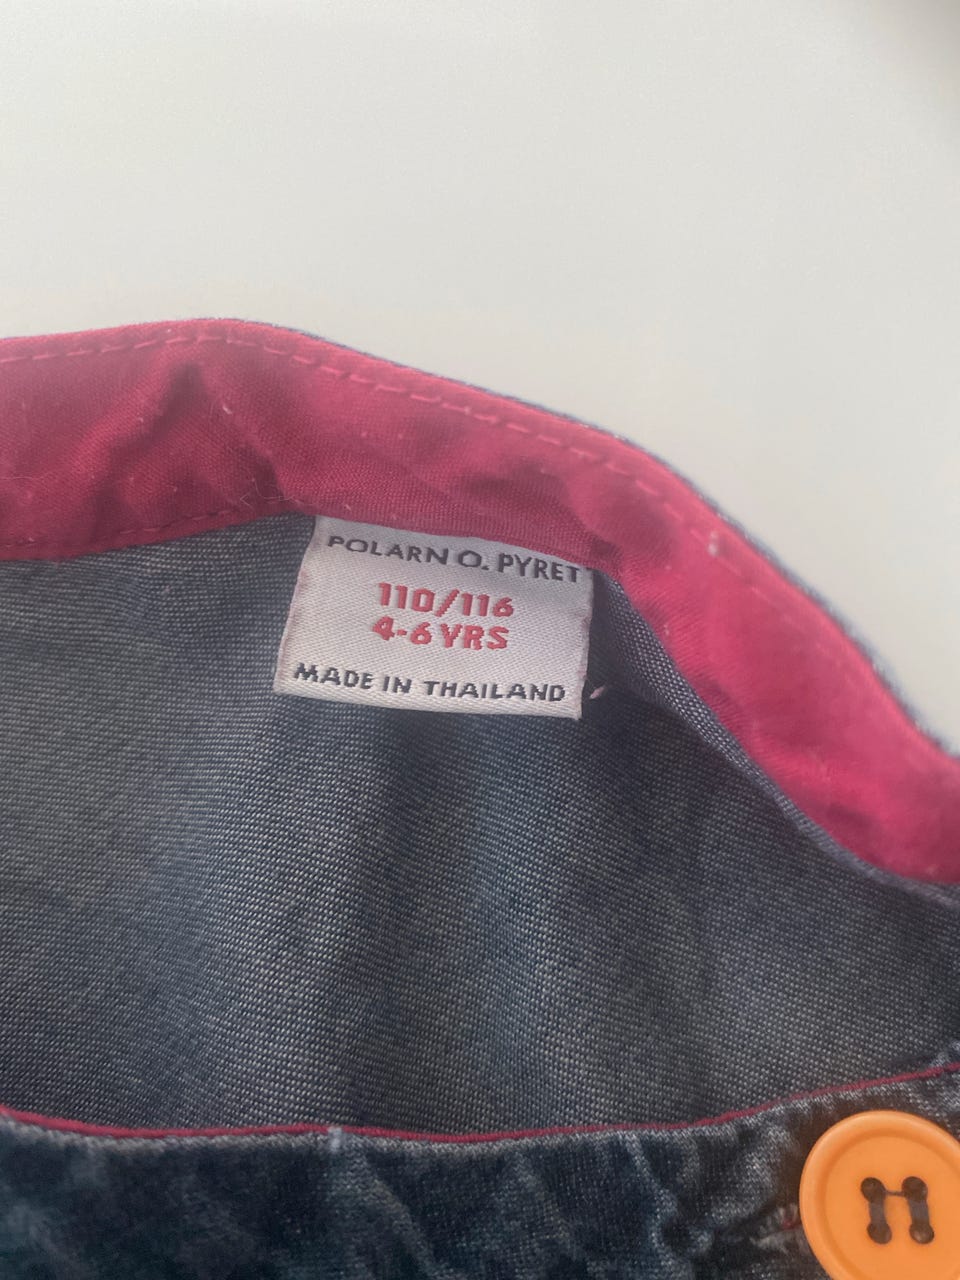 POLARN O. PYRET
110/116
4-6 YRS
MADE IN THAILAND